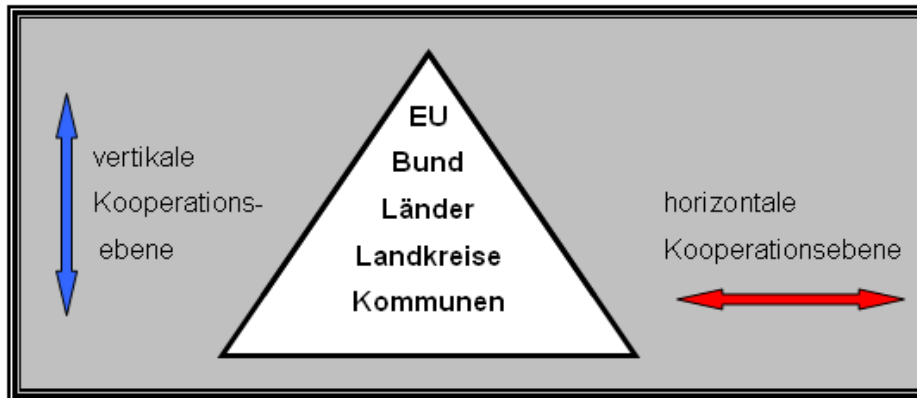 vertikale
Kooperations-
ebene
EU
Bund
Länder
Landkreise
Kommunen
horizontale
Kooperationsebene